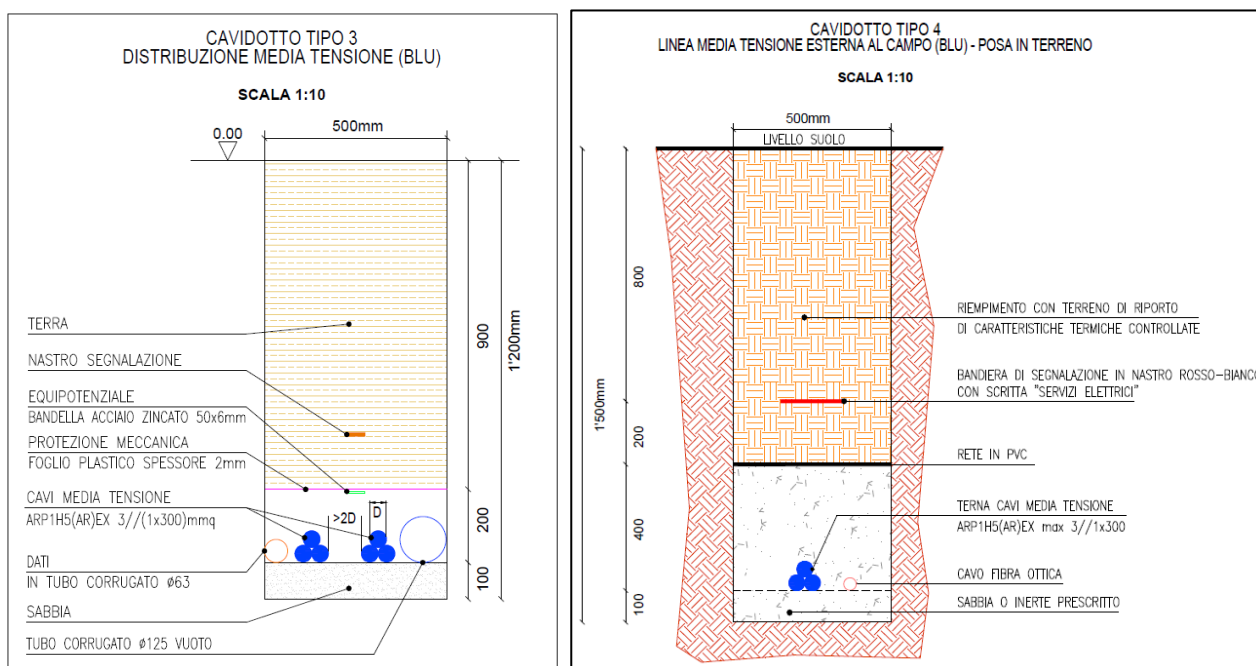 CAVIDOTTO TIPO 3
DISTRIBUZIONE MEDIA TENSIONE (BLU)
SCALA 1:10
500mm
0.00
TERRA
NASTRO SEGNALAZIONE
EQUIPOTENZIALE
BANDELLA ACCIAIO ZINCATO 50x6mm
PROTEZIONE MECCANICA
FOGLIO PLASTICO SPESSORE 2mm
CAVI MEDIA TENSIONE
ARP1H5(AR)EX 3//(1x300)mmq
DATI
IN TUBO CORRUGATO ø63
SABBIA
TUBO CORRUGATO ø125 VUOTO
>2D
D
900
200
100
1'200mm
CAVIDOTTO TIPO 4
LINEA MEDIA TENSIONE ESTERNA AL CAMPO (BLU) - POSA IN TERRENO
SCALA 1:10
500mm
LIVELLO SUOLO
1'500mm
800
200
400
100
RIEMPIMENTO CON TERRENO DI RIPORTO
DI CARATTERISTICHE TERMICHE CONTROLLATE
BANDIERA DI SEGNALAZIONE IN NASTRO ROSSO-BIANCO
CON SCRITTA "SERVIZI ELETTRICI"
RETE IN PVC
TERNA CAVI MEDIA TENSIONE
ARP1H5(AR)EX max 3//1x300
CAVO FIBRA OTTICA
SABBIA O INERTE PRESCRITTO